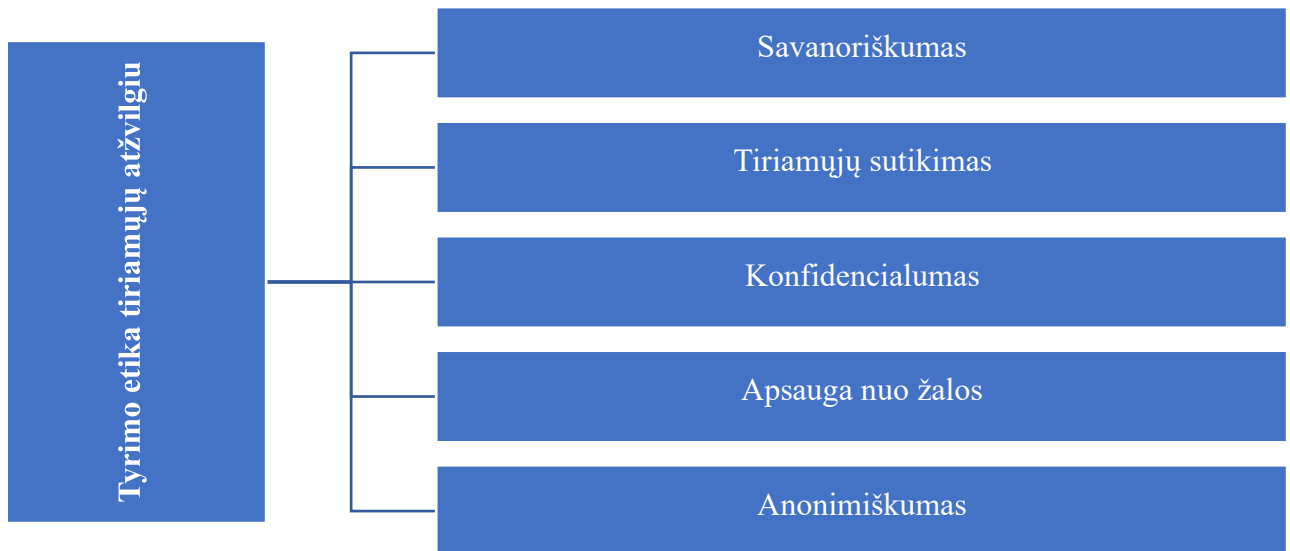 Tyrimo etika tiriamųjų atžvilgiu
Savanoriškumas
Tiriamųjų sutikimas
Konfidencialumas
Apsauga nuo žalos
Anonimiškumas